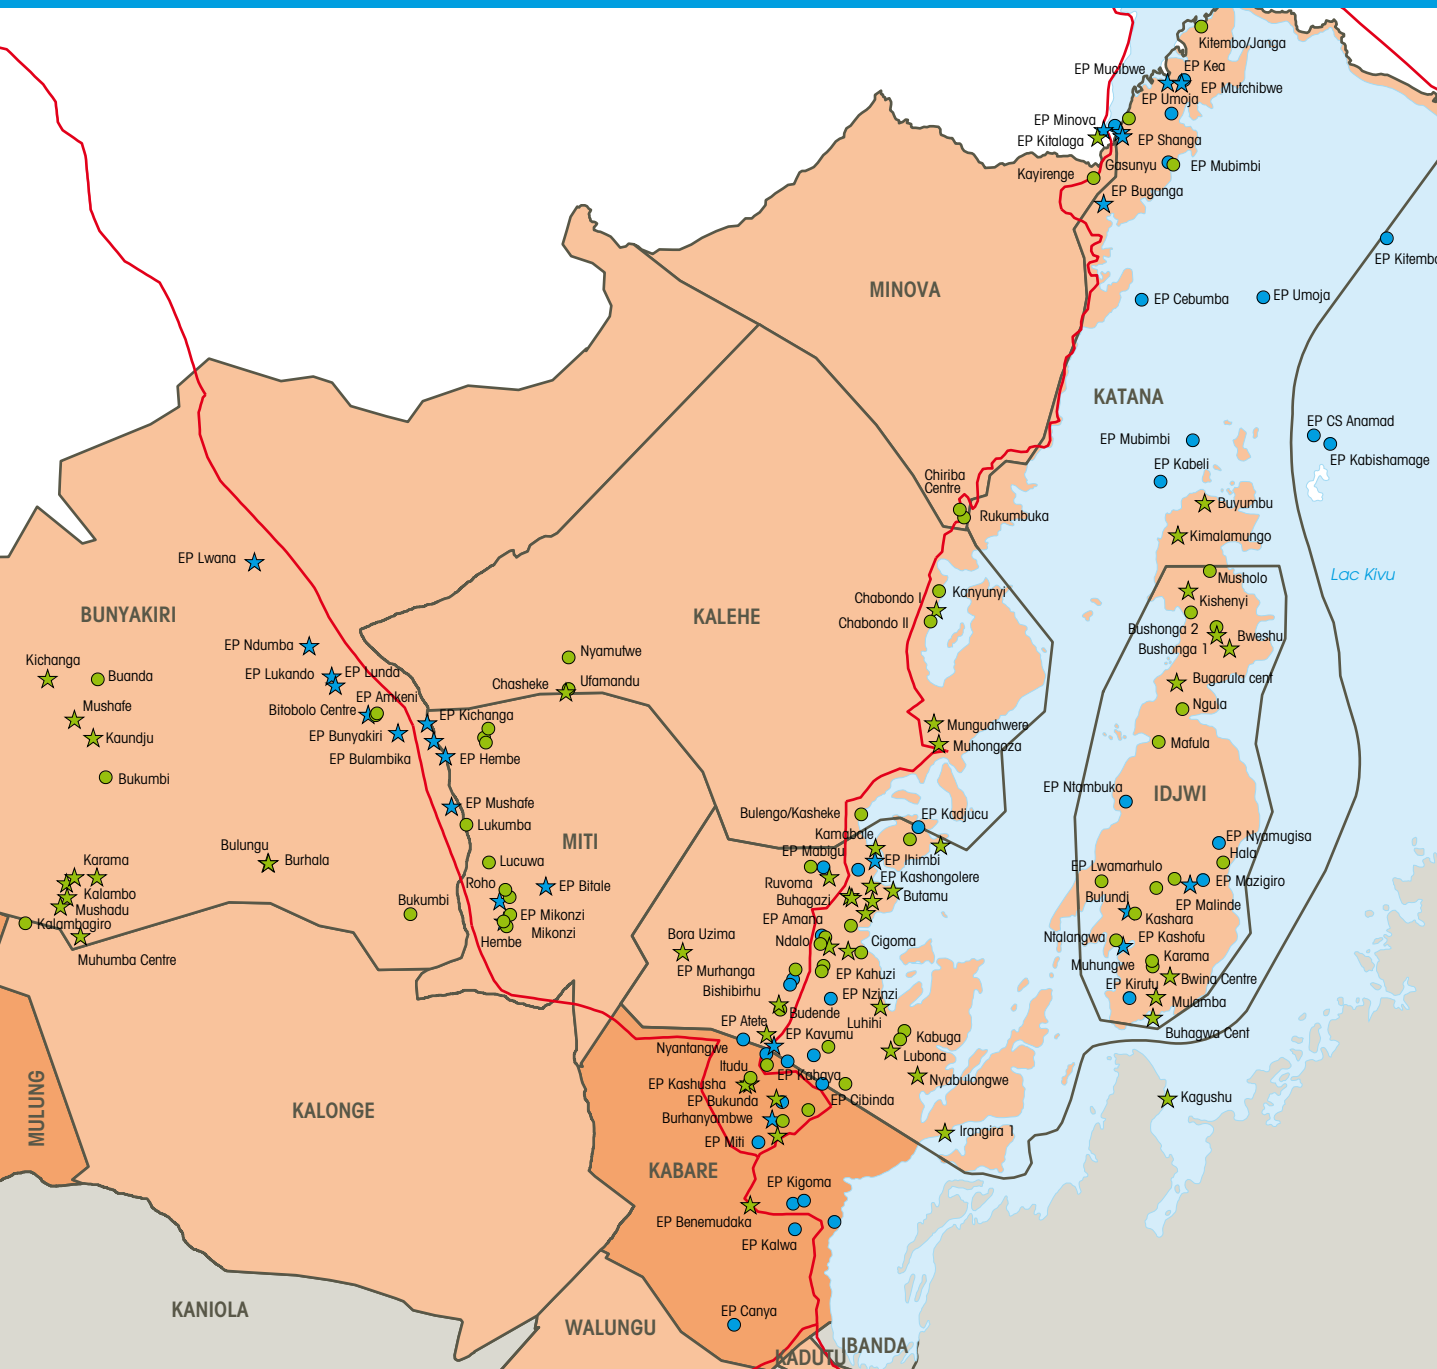 Kitembo/Janga
EP Muolbwe
EP Kea
EP Mutchibwe
EP Umoja
EP Minova
EP Kitalaga
EP Shanga
Gasunyu
EP Mubimbi
Kayirenge
EP Buganga
EP Kitembo
MINOVA
EP Cebumba
EP Umoja
KATANA
EP Mubimbi
EP CS Anamad
EP Kabishamage
EP Kabeli
Chiriba
Centre
Rukumbuka
Buyumbu
Kimalamungo
EP Lwana
Lac Kivu
Musholo
Chabondo I
Kanyunyi
Kishenyi
BUNYAKIRI
KALEHE
Chabondo II
Bushonga 2
Bweshu
Bushonga 1
EP Ndumba
Nyamutwe
Kichanga
Buanda
EP Lukando
EP Lunda
Chasheke
Ufamandu
Bugarula cent
EP Amkeni
Ngula
Mushafe
Bitobolo Centre
EP Kichanga
Kaundju
EP Bunyakiri
Munguahwere
Muhongoza
Mafula
EP Bulambika
EP Hembe
Bukumbi
EP Ntambuka
IDJWI
EP Mushafe
Lukumba
Bulengo/Kasheke
EP Kadjucu
Kamabale
EP Nyamugisa
MITI
Hala
Bulungu
Burhala
Lucuwa
EP Mabigu
EP Ihimbi
EP Lwamarhulo
Karama
Roho
EP Bitale
Ruvoma
EP Kashongolere
EP Mazigiro
Kalambo
Bukumbi
Buhagazi
Butamu
Bulundi
EP Malinde
Mushadu
EP Mikonzi
EP Amana
Kashara
Kalambagiro
Mikonzi
Hembe
Bora Uzima
Ndalo
Cigoma
Ntalangwa
EP Kashofu
Muhumba Centre
EP Murhanga
EP Kahuzi
Muhungwe
Karama
Bwina Centre
Bishibirhu
EP Nzinzi
EP Kirutu
Mulamba
Budende
Luhihi
EP Atete
EP Kavumu
Kabuga
Buhagwa Cent
Nyantangwe
Lubona
Itudu
EP Kabaya
EP Kashusha
Nyabulongwe
Kagushu
EP Bukunda
EP Cibinda
MULUNG
KALONGE
Burhanyambwe
Irangira 1
EP Miti
KABARE
EP Kigoma
EP Benemudaka
EP Kalwa
KANIOLA
EP Canya
WALUNGU
IBANDA
KADUTU